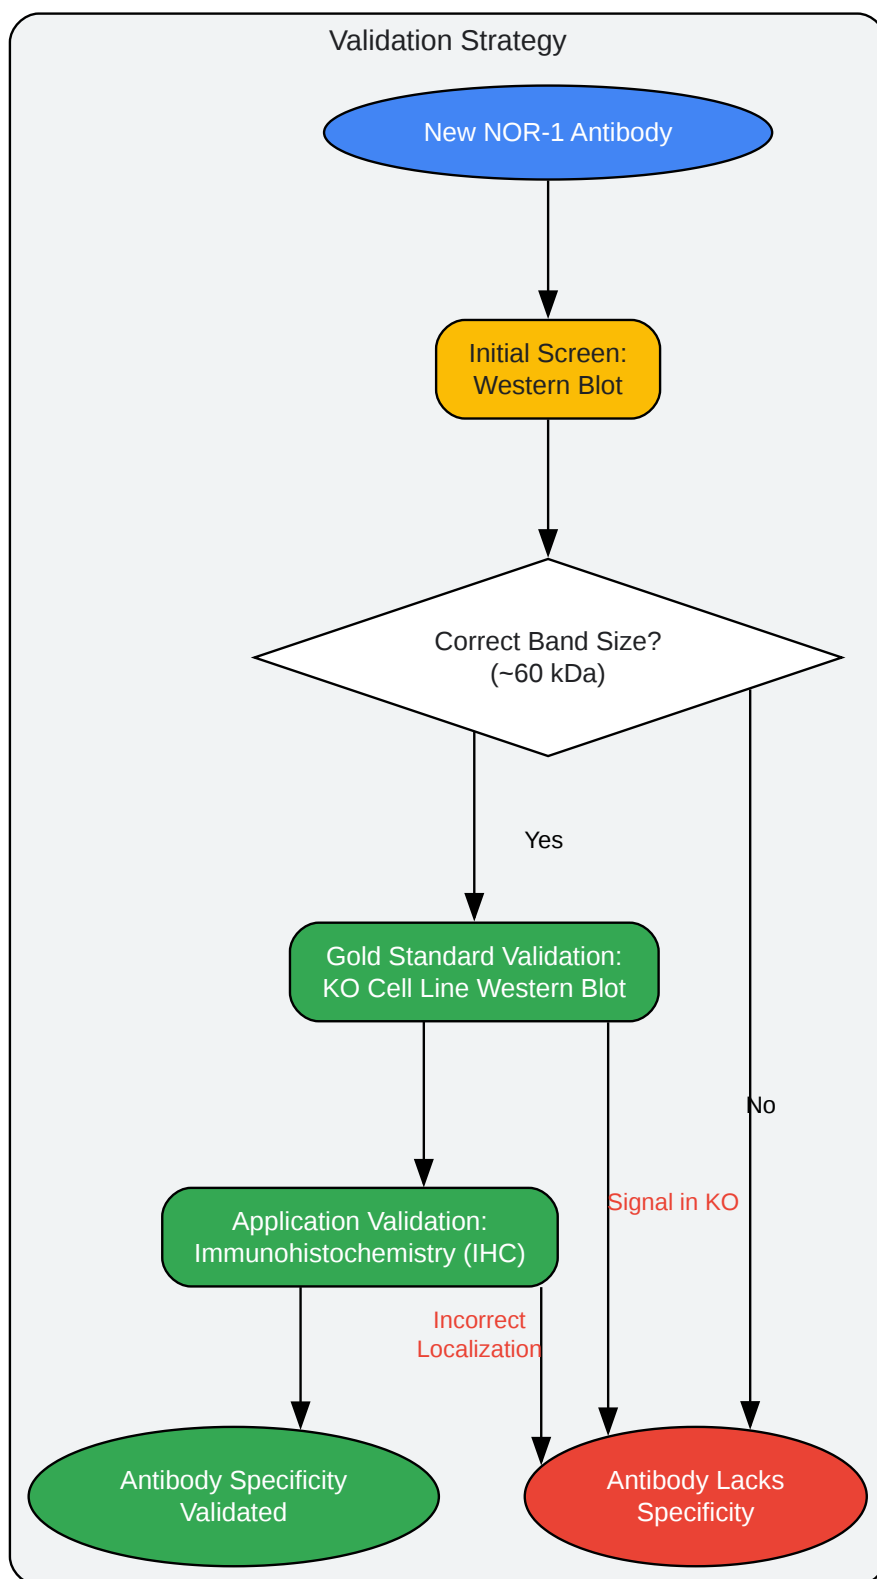 Validation Strategy
New NOR-1 Antibody
Initial Screen:
Western Blot
Correct Band Size?
(~60 kDa)
Yes
Gold Standard Validation:
KO Cell Line Western Blot
No
Signal in KO
Application Validation:
Immunohistochemistry (IHC)
Incorrect
Localization
Antibody Specificity
Validated
Antibody Lacks
Specificity